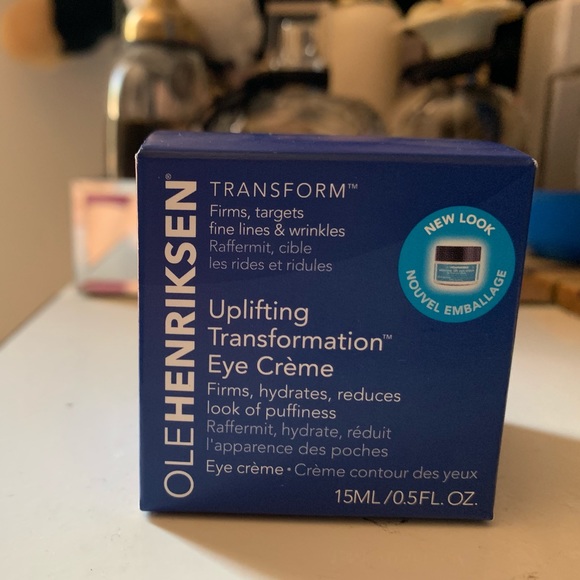 OLEHENRIKSEN®
TRANSFORM™
Firms, targets
fine lines & wrinkles
Raffermit, cible
les rides et ridules
NEW LOOK
NOUVEL EMBALLAGE
Uplifting
Transformation™
Eye Crème
Firms, hydrates, reduces
look of puffiness
Raffermit, hydrate, réduit
l'apparence des poches
Eye crème • Crème contour des yeux
15ML/0.5FL. OZ.